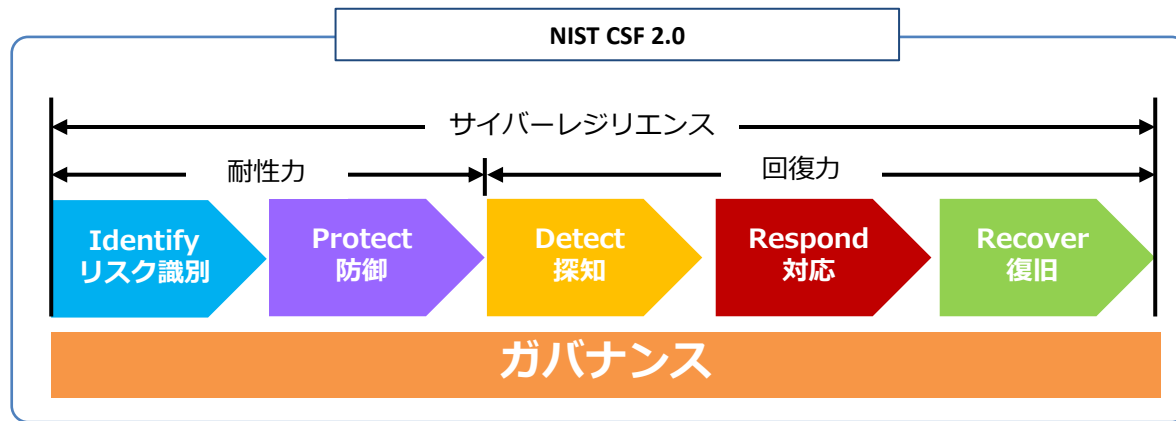 NIST CSF 2.0
サイバーレジリエンス
耐性力
回復力
Identify
リスク識別
Protect
防御
Detect
探知
Respond
対応
Recover
復旧
ガバナンス